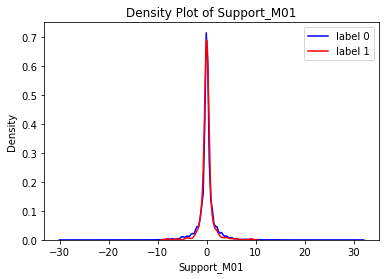 Density Plot of Support_M01
label 0
label 1
0.7
0.6
0.5
0.4
0.3
0.2
0.1
0.0
Density
−30 −20 −10 0 10 20 30
Support_M01